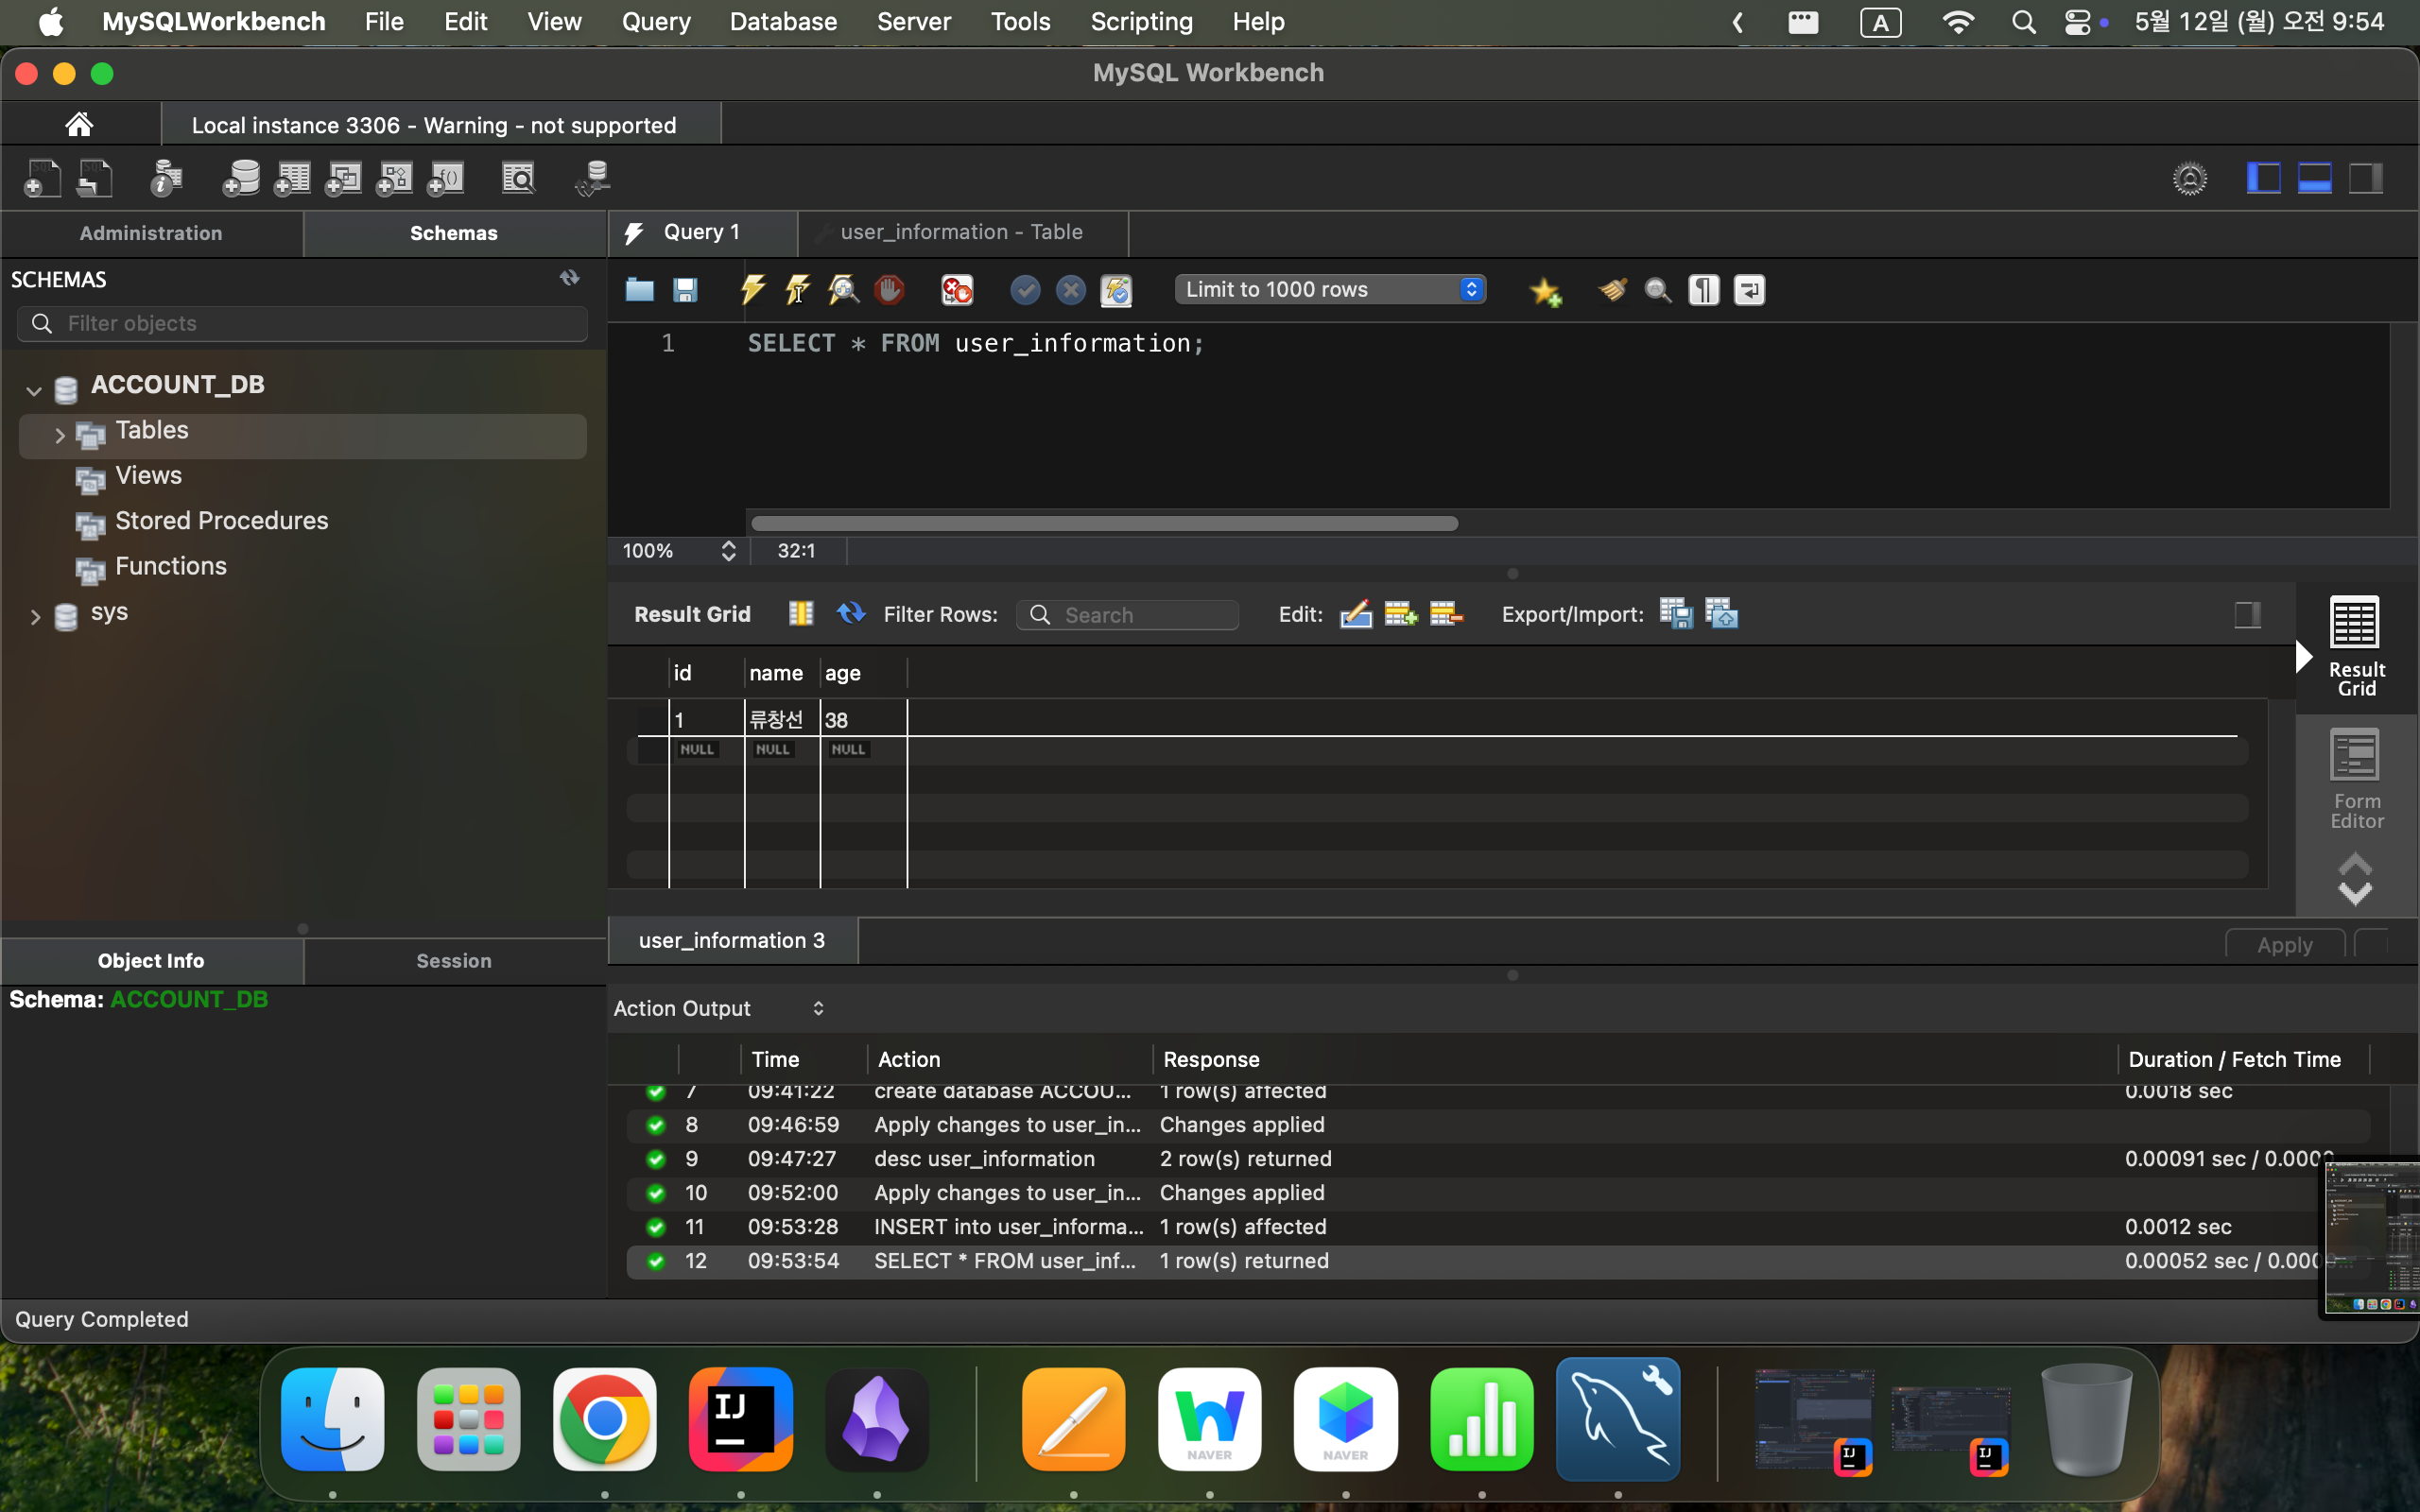 MySQLWorkbench File Edit View Query Database Server Tools Scripting Help A 5월 12일 (월) 오전 9:54
MySQL Workbench
Local instance 3306 - Warning - not supported
Administration Schemas
Query 1 user_information - Table
SCHEMAS
Filter objects
Limit to 1000 rows
1 SELECT * FROM user_information;
ACCOUNT_DB
Tables
Views
Stored Procedures
Functions
sys
100% 32:1
Result Grid Filter Rows: Search Edit: Export/Import:
Result
Grid
id name age
1 류창선 38
NULL NULL NULL
Form
Editor
user_information 3
Apply
Object Info Session
Schema: ACCOUNT_DB
Action Output
Time Action Response Duration / Fetch Time
7 09:41:22 create database ACCOU... 1 row(s) affected 0.0018 sec
8 09:46:59 Apply changes to user_in... Changes applied
9 09:47:27 desc user_information 2 row(s) returned 0.00091 sec / 0.0000
10 09:52:00 Apply changes to user_in... Changes applied
11 09:53:28 INSERT into user_informa... 1 row(s) affected 0.0012 sec
12 09:53:54 SELECT * FROM user_inf... 1 row(s) returned 0.00052 sec / 0.000
Query Completed
IJ
NAVER
NAVER
IJ
IJ